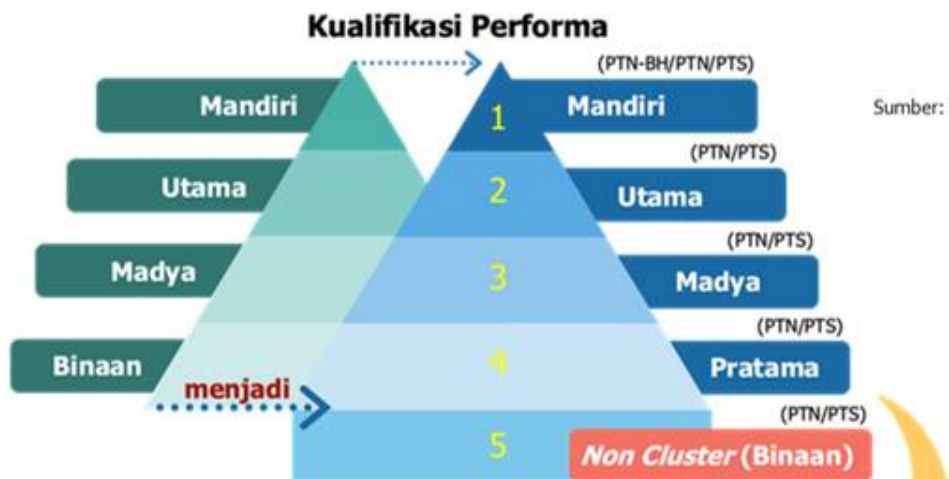 Kualifikasi Performa
(PTN-BH/PTN/PTS)
Mandiri
1
Mandiri
Sumber:
(PTN/PTS)
Utama
2
Utama
(PTN/PTS)
Madya
3
Madya
(PTN/PTS)
Binaan
4
Pratama
menjadi
(PTN/PTS)
5
Non Cluster (Binaan)